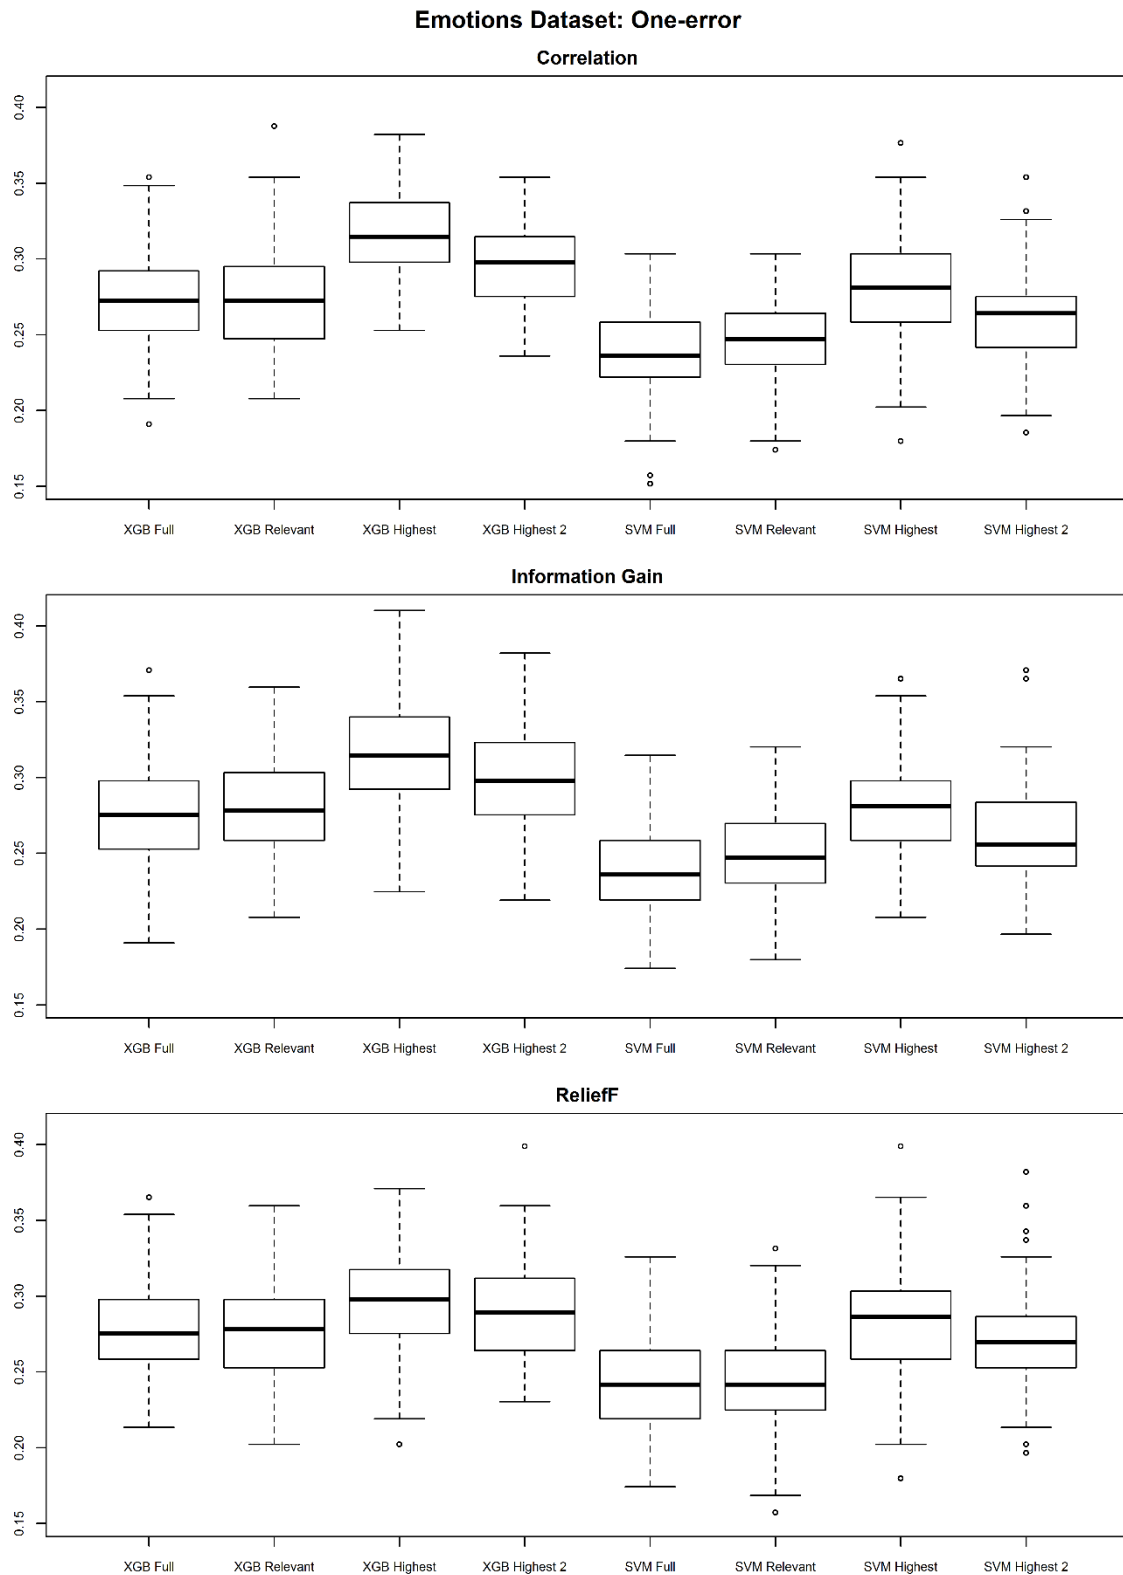 Emotions Dataset: One-error
Correlation
0.40
0.35
0.30
0.25
0.20
0.15
XGB Full XGB Relevant XGB Highest XGB Highest 2 SVM Full SVM Relevant SVM Highest SVM Highest 2
Information Gain
0.40
0.35
0.30
0.25
0.20
0.15
XGB Full XGB Relevant XGB Highest XGB Highest 2 SVM Full SVM Relevant SVM Highest SVM Highest 2
ReliefF
0.40
0.35
0.30
0.25
0.20
0.15
XGB Full XGB Relevant XGB Highest XGB Highest 2 SVM Full SVM Relevant SVM Highest SVM Highest 2